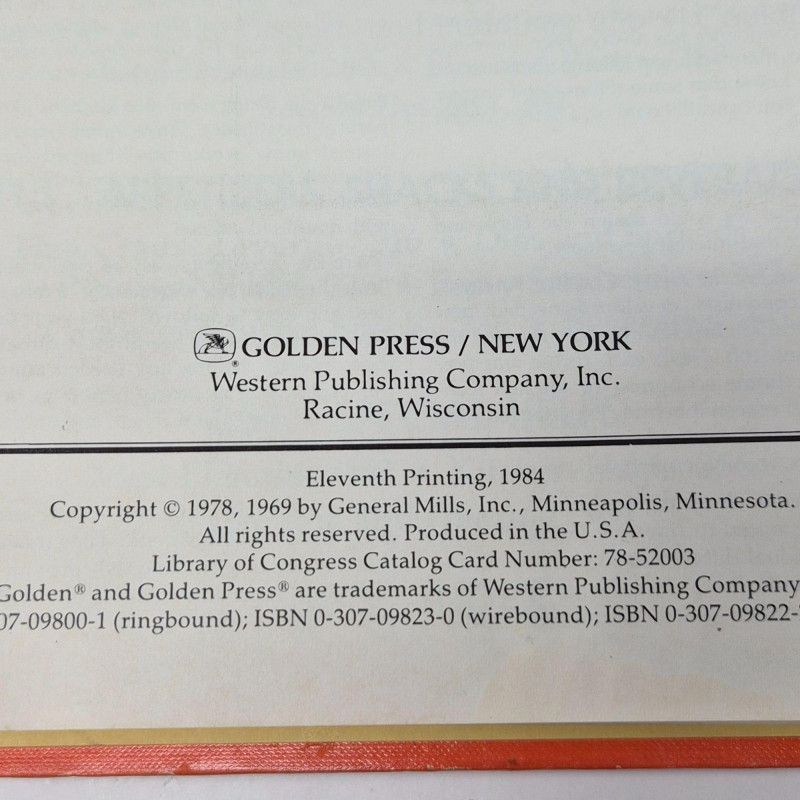 GOLDEN PRESS / NEW YORK
Western Publishing Company, Inc.
Racine, Wisconsin
Eleventh Printing, 1984
Copyright © 1978, 1969 by General Mills, Inc., Minneapolis, Minnesota.
All rights reserved. Produced in the U.S.A.
Library of Congress Catalog Card Number: 78-52003
Golden® and Golden Press® are trademarks of Western Publishing Company
07-09800-1 (ringbound); ISBN 0-307-09823-0 (wirebound); ISBN 0-307-09822-